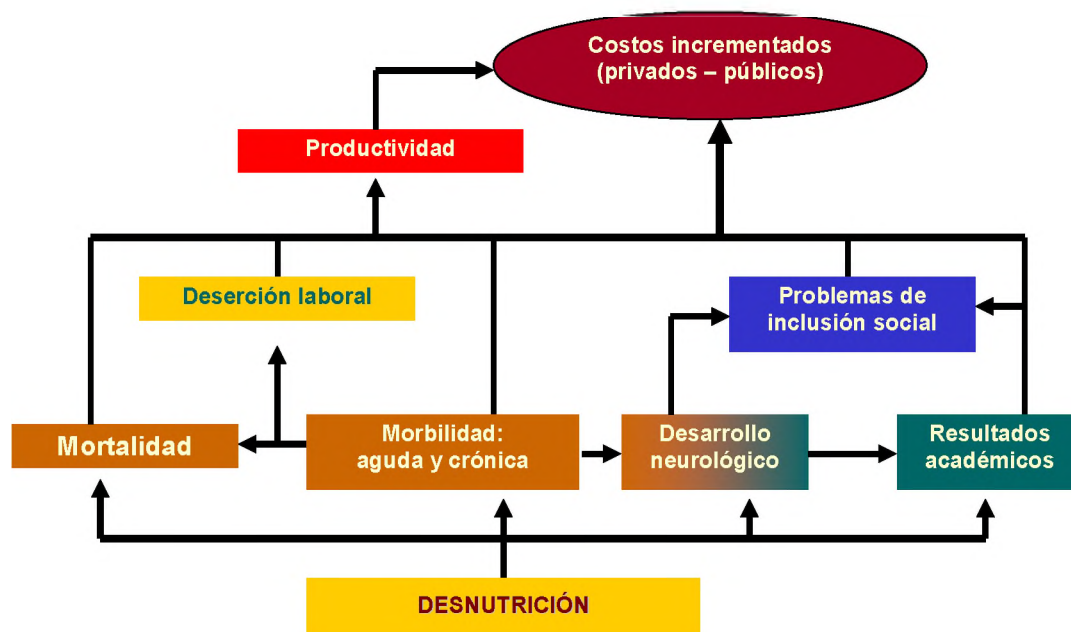 Costos incrementados
(privados – públicos)
Productividad
Deserción laboral
Problemas de
inclusión social
Mortalidad
Morbilidad:
aguda y crónica
Desarrollo
neurológico
Resultados
académicos
DESNUTRICIÓN